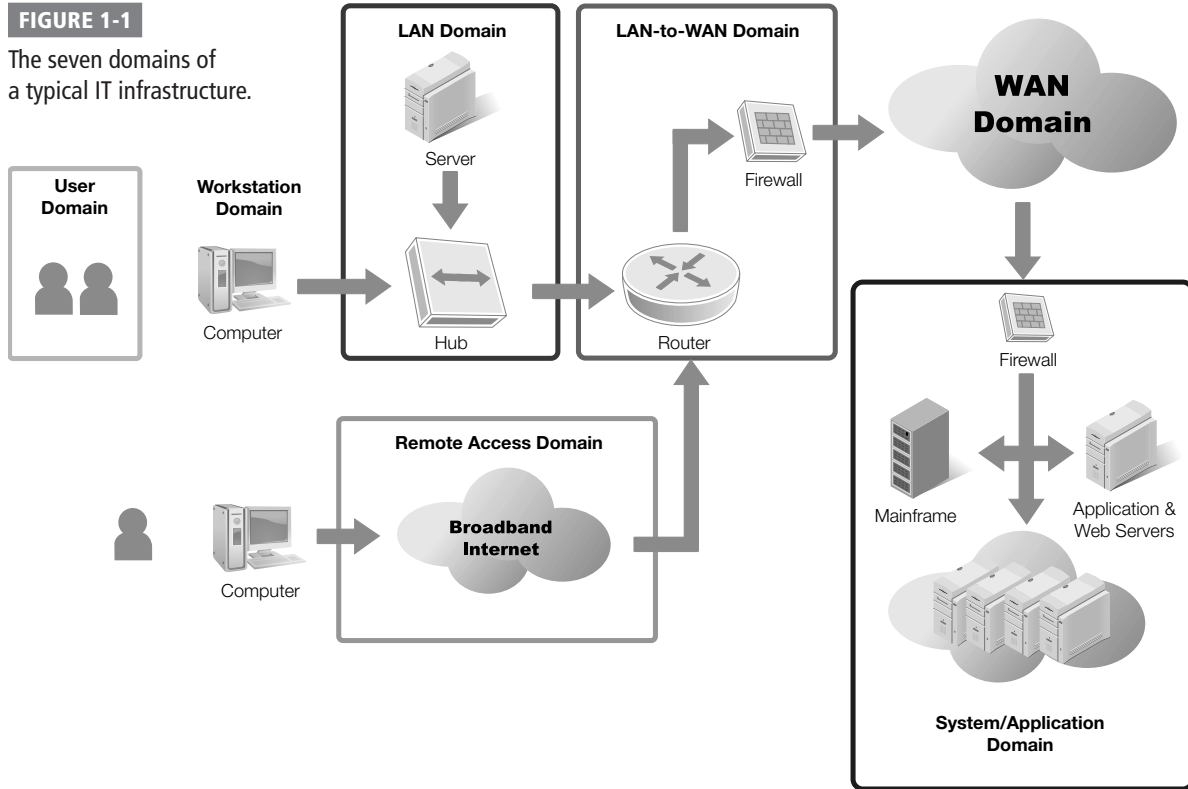 FIGURE 1-1
The seven domains of
a typical IT infrastructure.
User
Domain
Workstation
Domain
Computer
LAN Domain
Server
Hub
LAN-to-WAN Domain
Firewall
Router
WAN
Domain
Remote Access Domain
Computer
Broadband
Internet
Firewall
Mainframe
Application &
Web Servers
System/Application
Domain